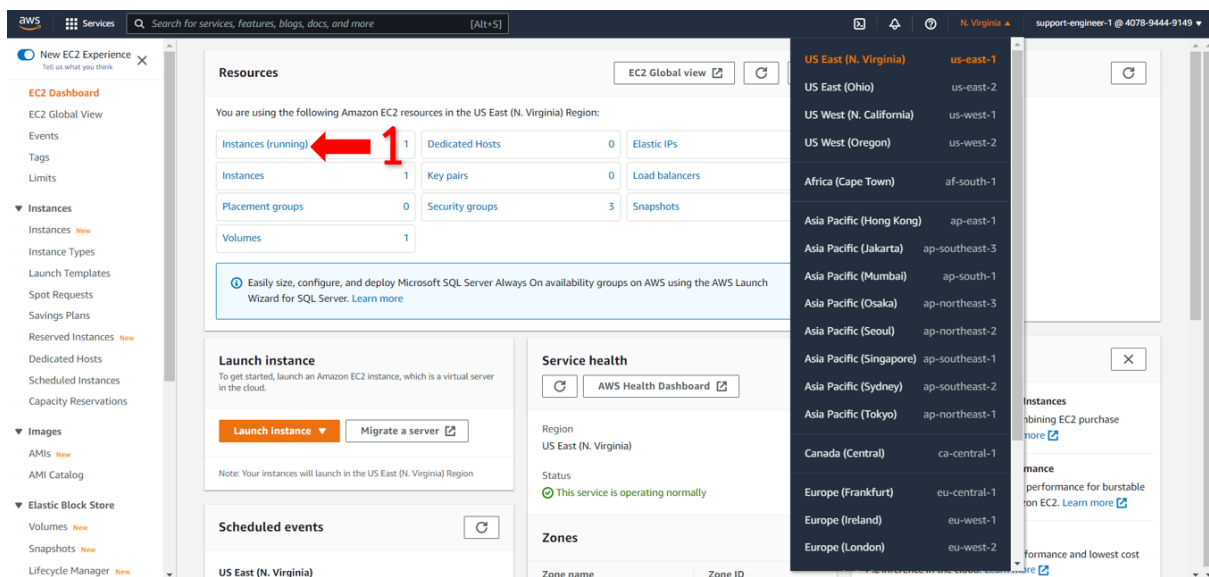 aws
Services
Search for services, features, blogs, docs, and more
[Alt+S]
N. Virginia
support-engineer-1 @ 4078-9444-9149
New EC2 Experience
Tell us what you think
EC2 Dashboard
EC2 Global View
Events
Tags
Limits
Instances
Instances New
Instance Types
Launch Templates
Spot Requests
Savings Plans
Reserved Instances New
Dedicated Hosts
Scheduled Instances
Capacity Reservations
Images
AMIs New
AMI Catalog
Elastic Block Store
Volumes New
Snapshots New
Lifecycle Manager New
Resources
EC2 Global view
You are using the following Amazon EC2 resources in the US East (N. Virginia) Region:
Instances (running) 1 1
Dedicated Hosts 0
Elastic IPs
Instances 1
Key pairs 0
Load balancers
Placement groups 0
Security groups 3
Snapshots
Volumes 1
Easily size, configure, and deploy Microsoft SQL Server Always On availability groups on AWS using the AWS Launch
Wizard for SQL Server. Learn more
Launch instance
To get started, launch an Amazon EC2 instance, which is a virtual server
in the cloud.
Launch instance
Migrate a server
Note: Your instances will launch in the US East (N. Virginia) Region
Scheduled events
US East (N. Virginia)
Service health
AWS Health Dashboard
Region
US East (N. Virginia)
Status
This service is operating normally
Zones
Zone name
Zone ID
US East (N. Virginia) us-east-1
US East (Ohio) us-east-2
US West (N. California) us-west-1
US West (Oregon) us-west-2
Africa (Cape Town) af-south-1
Asia Pacific (Hong Kong) ap-east-1
Asia Pacific (Jakarta) ap-southeast-3
Asia Pacific (Mumbai) ap-south-1
Asia Pacific (Osaka) ap-northeast-3
Asia Pacific (Seoul) ap-northeast-2
Asia Pacific (Singapore) ap-southeast-1
Asia Pacific (Sydney) ap-southeast-2
Asia Pacific (Tokyo) ap-northeast-1
Canada (Central) ca-central-1
Europe (Frankfurt) eu-central-1
Europe (Ireland) eu-west-1
Europe (London) eu-west-2
EC2 purchase
performance for burstable
EC2. Learn more
and lowest cost